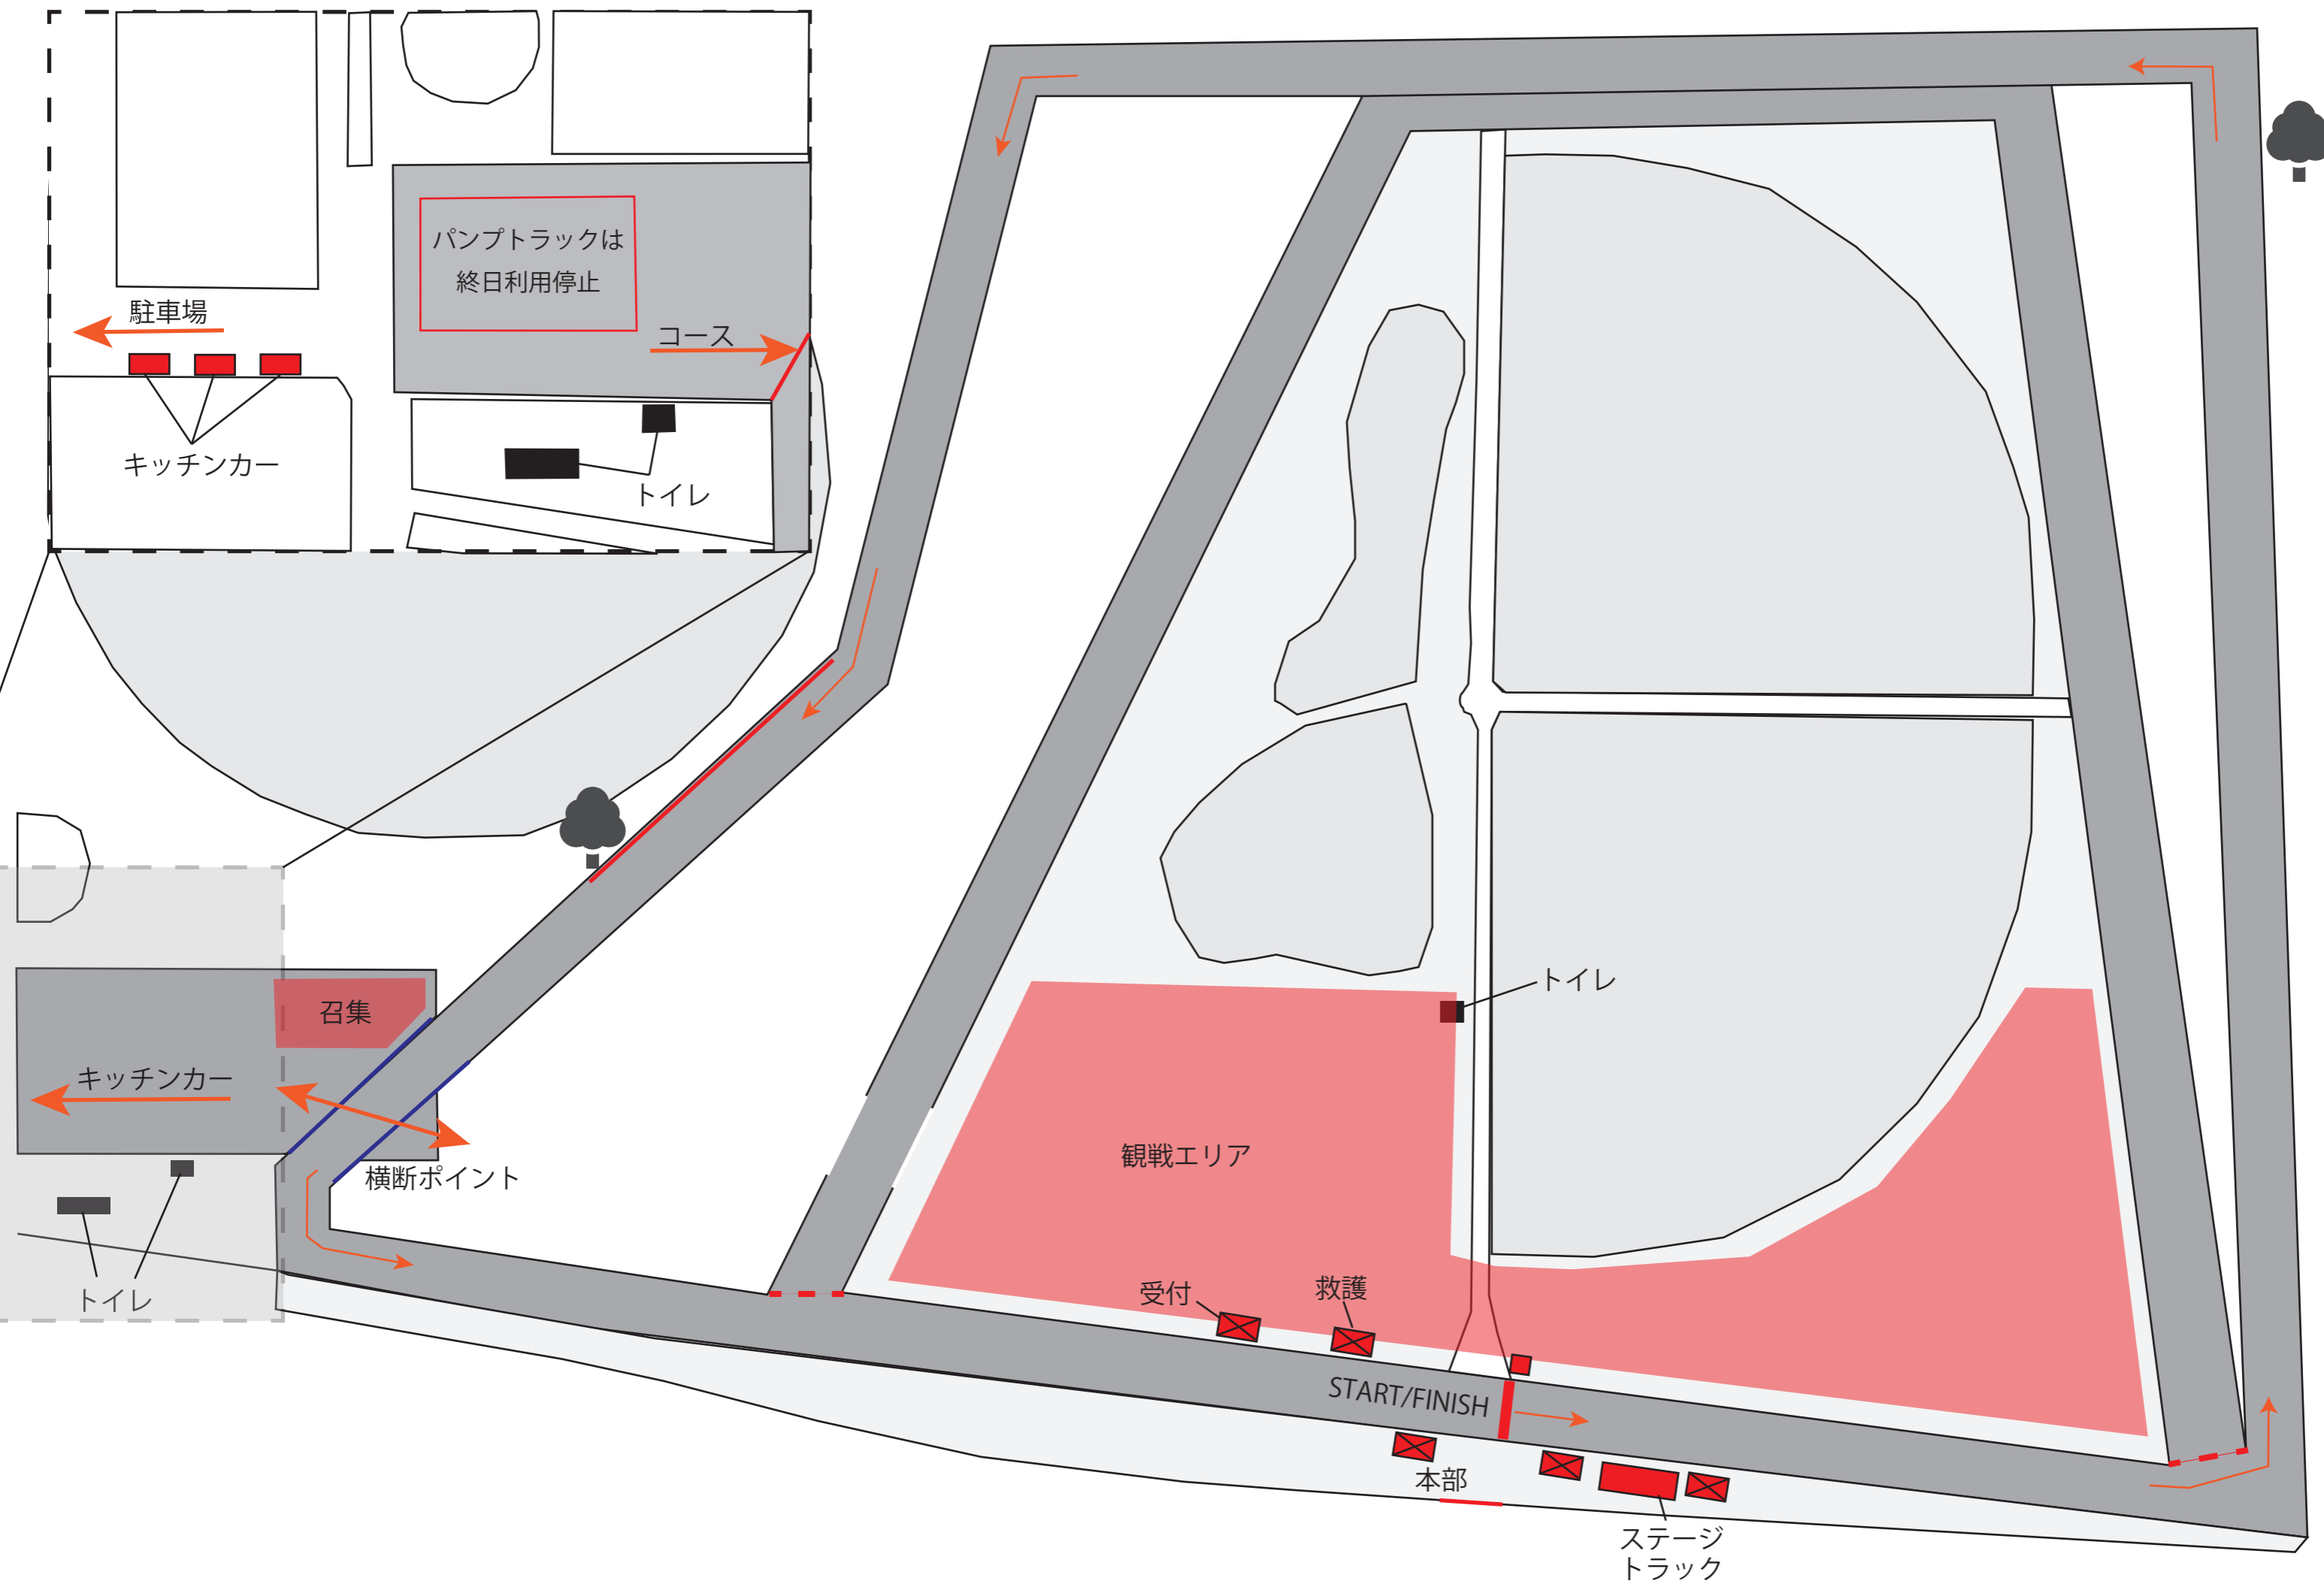 パンプトラックは
終日利用停止
駐車場
コース
キッチンカー
トイレ
トイレ
召集
キッチンカー
観戦エリア
横断ポイント
トイレ
受付
救護
START/FINISH
本部
ステージ
トラック